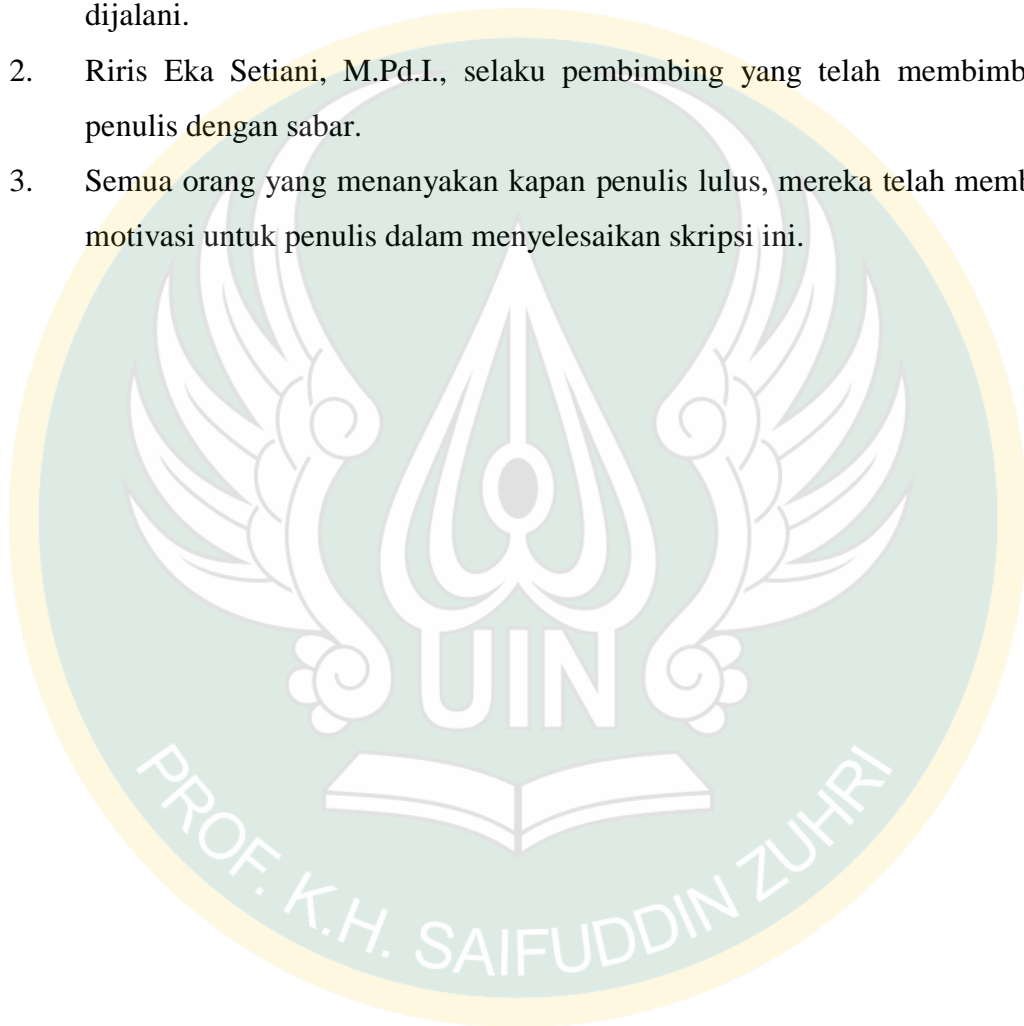 dijalani.
2. Riris Eka Setiani, M.Pd.I., selaku pembimbing yang telah membimb
penulis dengan sabar.
3. Semua orang yang menanyakan kapan penulis lulus, mereka telah memb
motivasi untuk penulis dalam menyelesaikan skripsi ini.
UIN
PROF. K.H. SAIFUDDIN ZUHRI